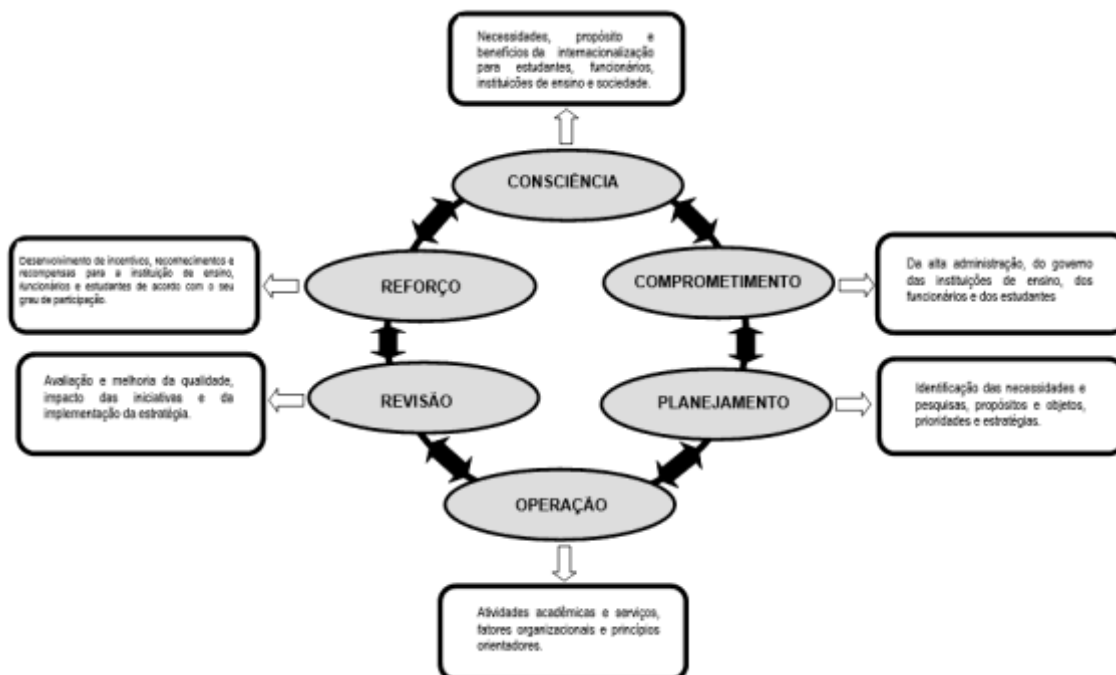 Necessidades, propósito e
benefícios da internacionalização
para estudantes, funcionários,
instituições de ensino e sociedade.
CONSCIÊNCIA
Desenvolvimento de incentivos, reconhecimentos e
recompensas para a instituição de ensino,
funcionários e estudantes de acordo com o seu
grau de participação.
REFORÇO
COMPROMETIMENTO
Da alta administração, do governo
das instituições de ensino, dos
funcionários e dos estudantes
Avaliação e melhoria da qualidade,
impacto das iniciativas e da
implementação da estratégia.
REVISÃO
PLANEJAMENTO
Identificação das necessidades e
pesquisas, propósitos e objetos,
prioridades e estratégias.
OPERAÇÃO
Atividades acadêmicas e serviços,
fatores organizacionais e princípios
orientadores.